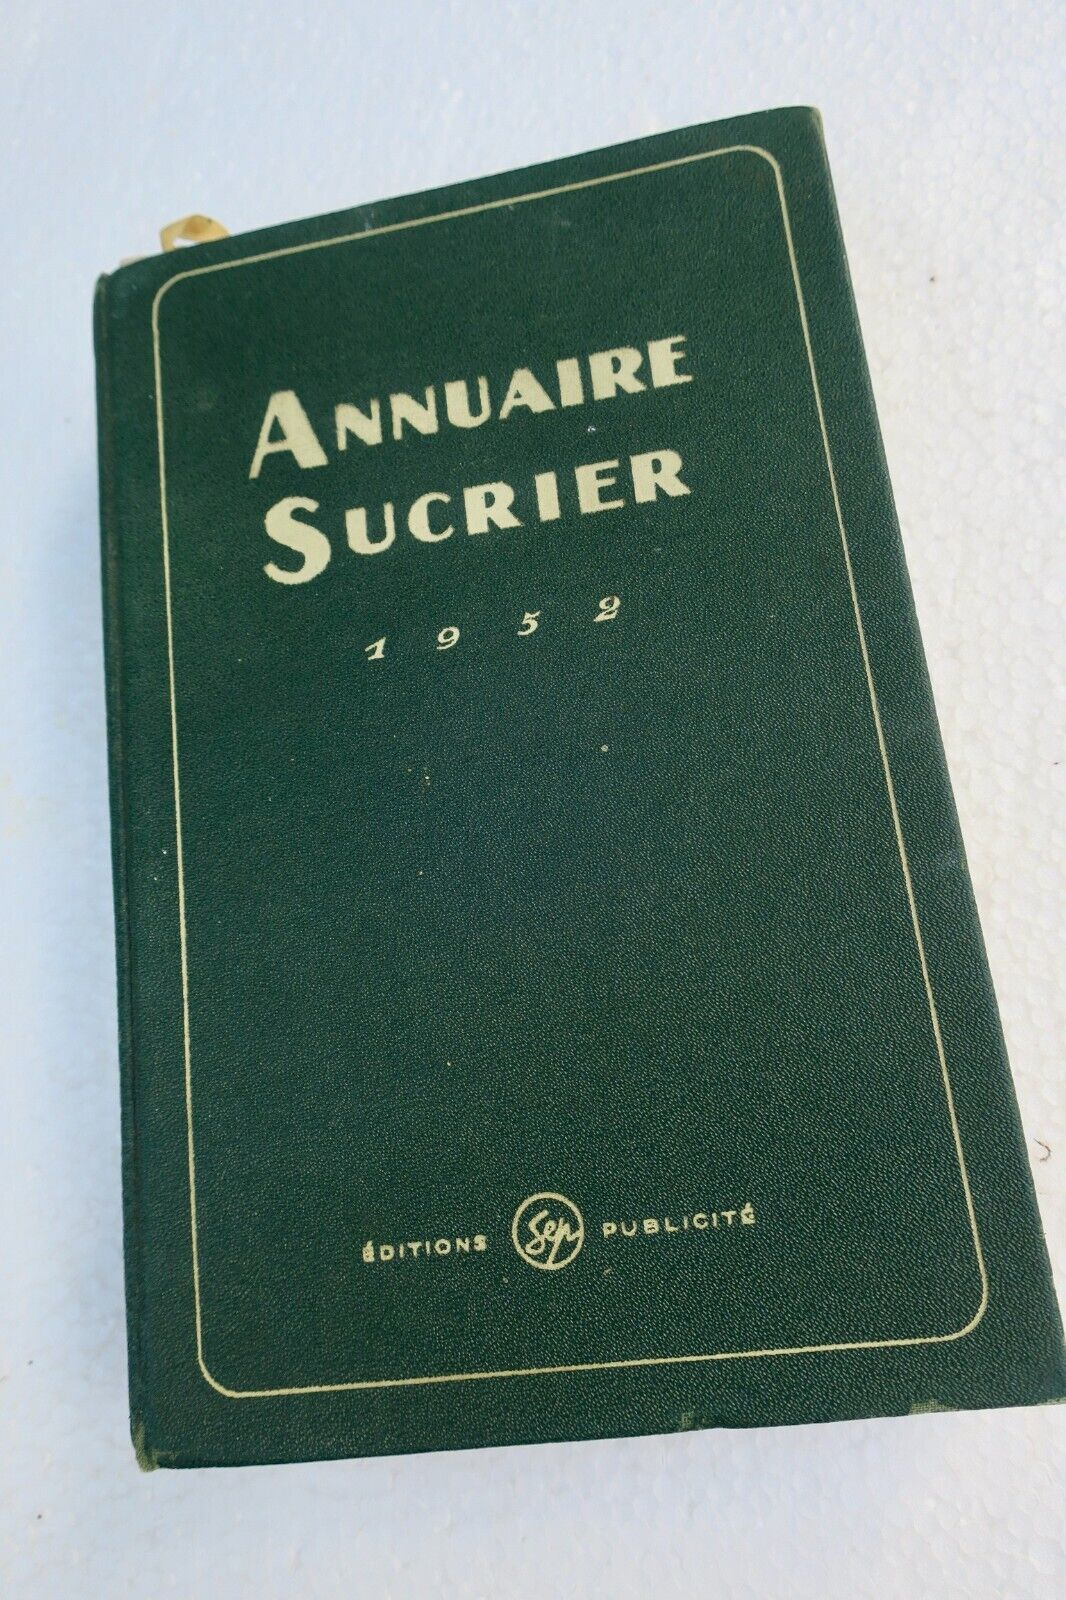 ANNUAIRE
SUCRIER
1952
ÉDITIONS Sep PUBLICITÉ